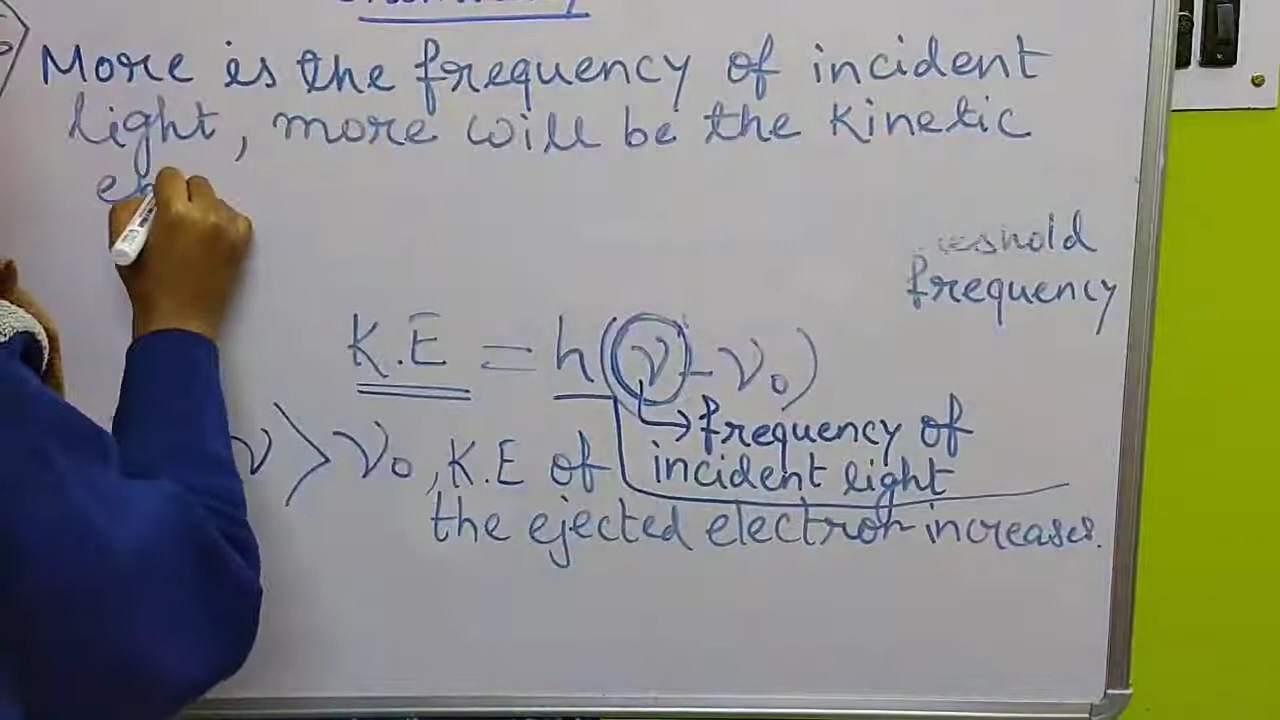 More is the frequency of incident
light, more will be the Kinetic
frequency
K.E = h(ν - ν₀)
→ frequency of
incident light
ν > ν₀, K.E of
the ejected electron increases.